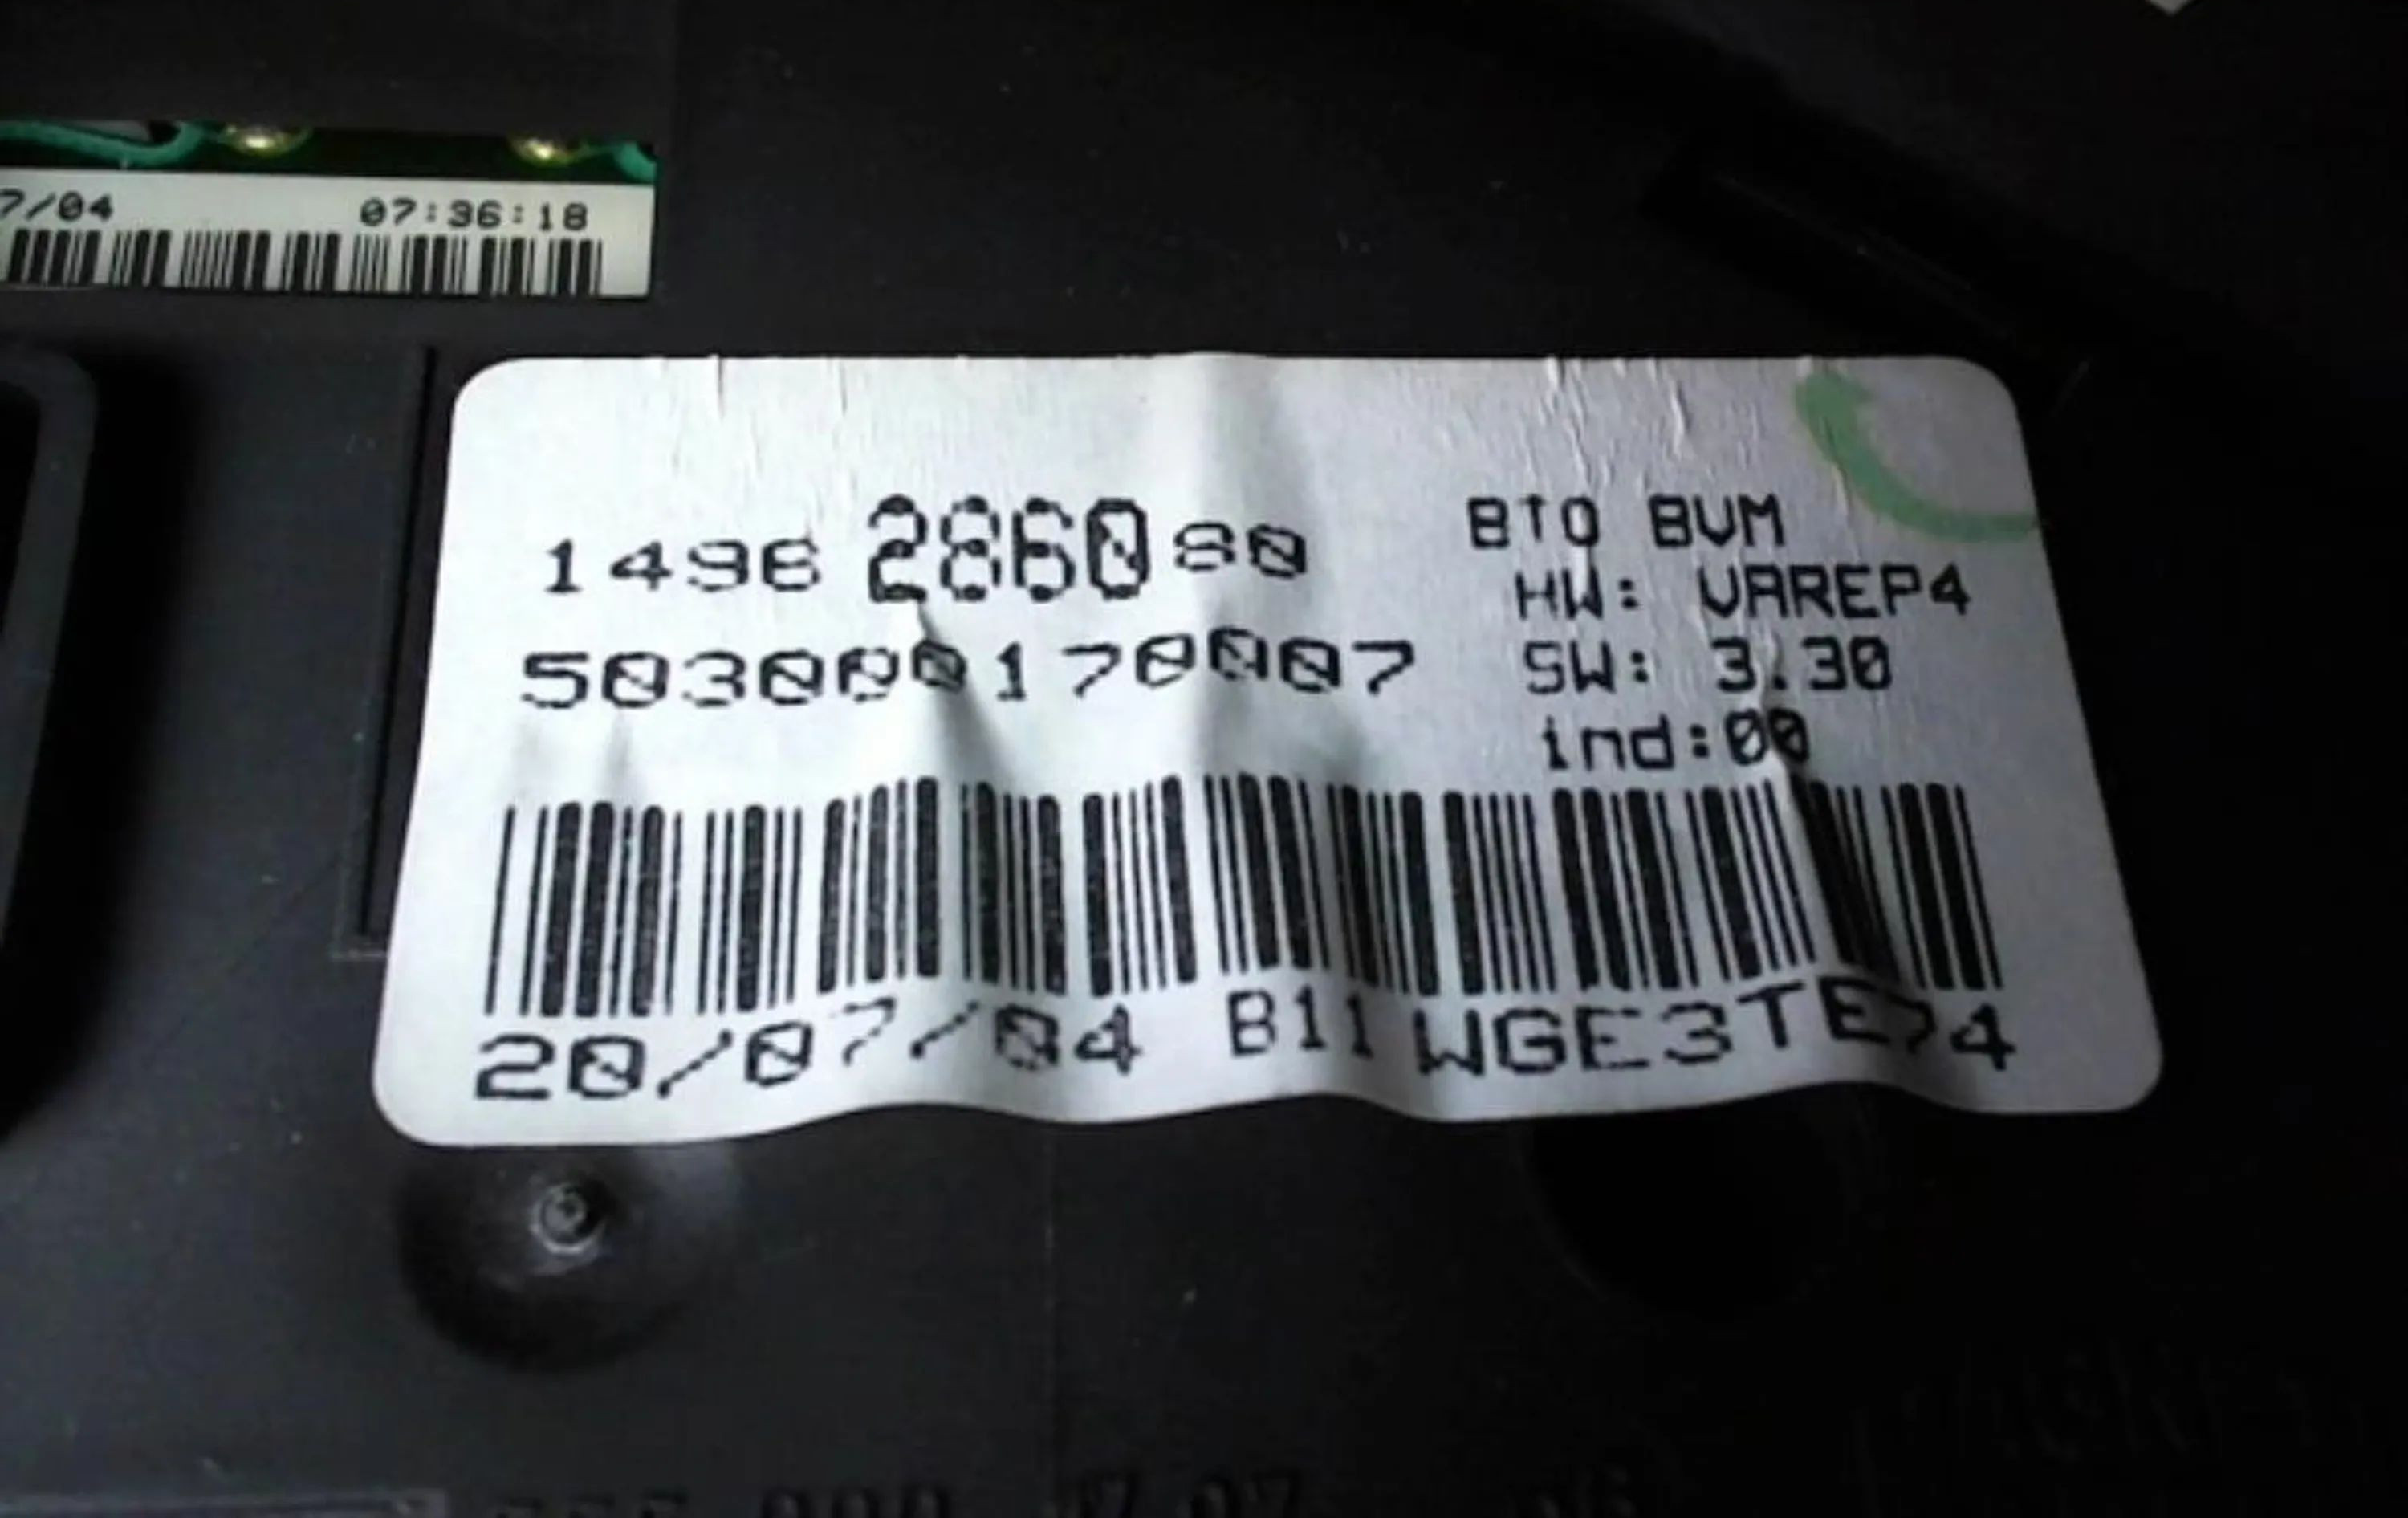 7/04 07:36:18
1496 2860 80
503000170007
B10 BVM
HW: VAREP4
SW: 3.30
ind:00
20/07/04 B11 WGE3TE74